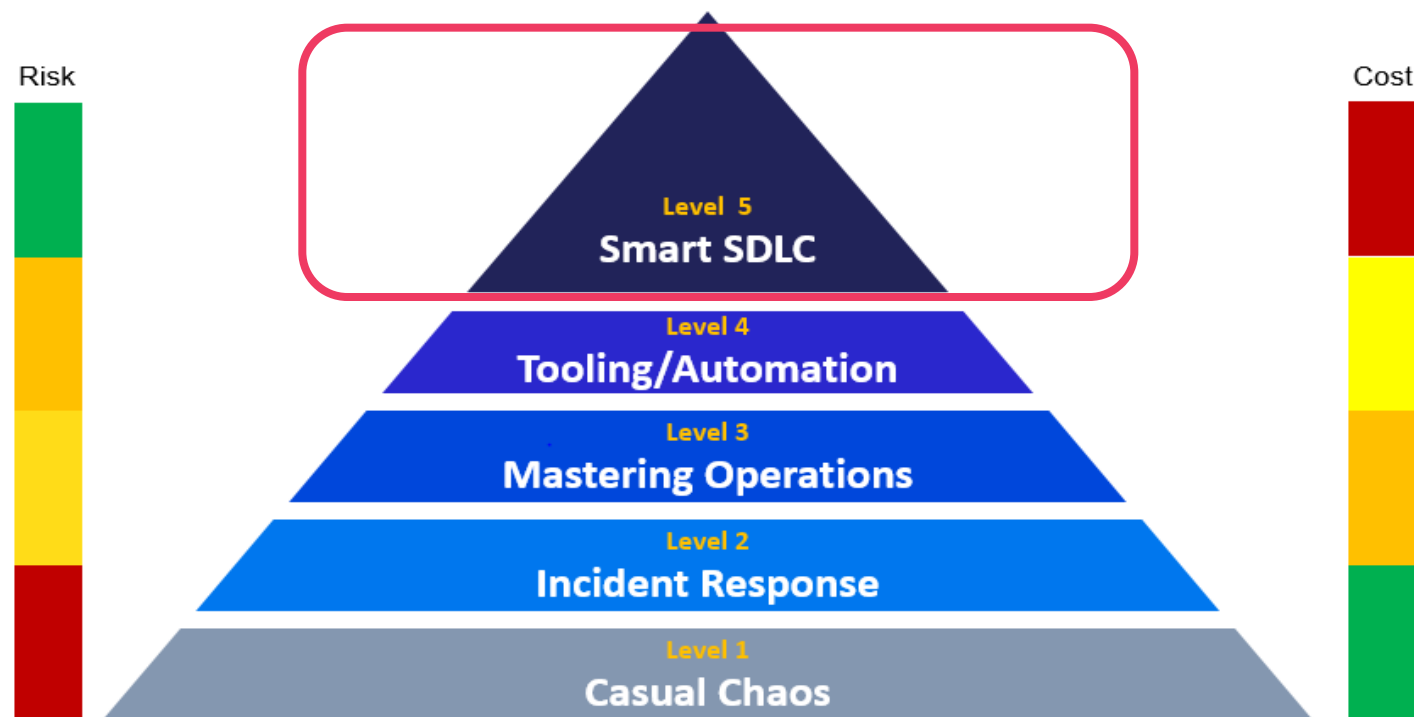 Risk
Cost
Level 5
Smart SDLC
Level 4
Tooling/Automation
Level 3
Mastering Operations
Level 2
Incident Response
Level 1
Casual Chaos